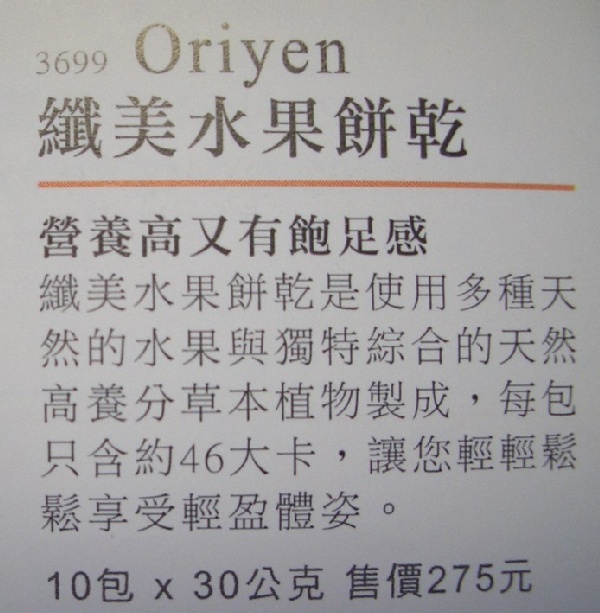 3699 Oriyen
纖美水果餅乾
營養高又有飽足感
纖美水果餅乾是使用多種天
然的水果與獨特綜合的天然
高養分草本植物製成，每包
只含約46大卡，讓您輕輕鬆
鬆享受輕盈體姿。
10包 x 30公克 售價275元